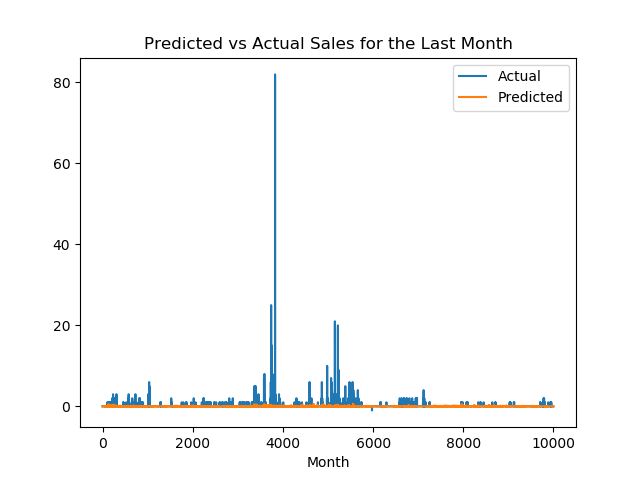 Predicted vs Actual Sales for the Last Month
Actual
Predicted
80
60
40
20
0
0 2000 4000 6000 8000 10000
Month